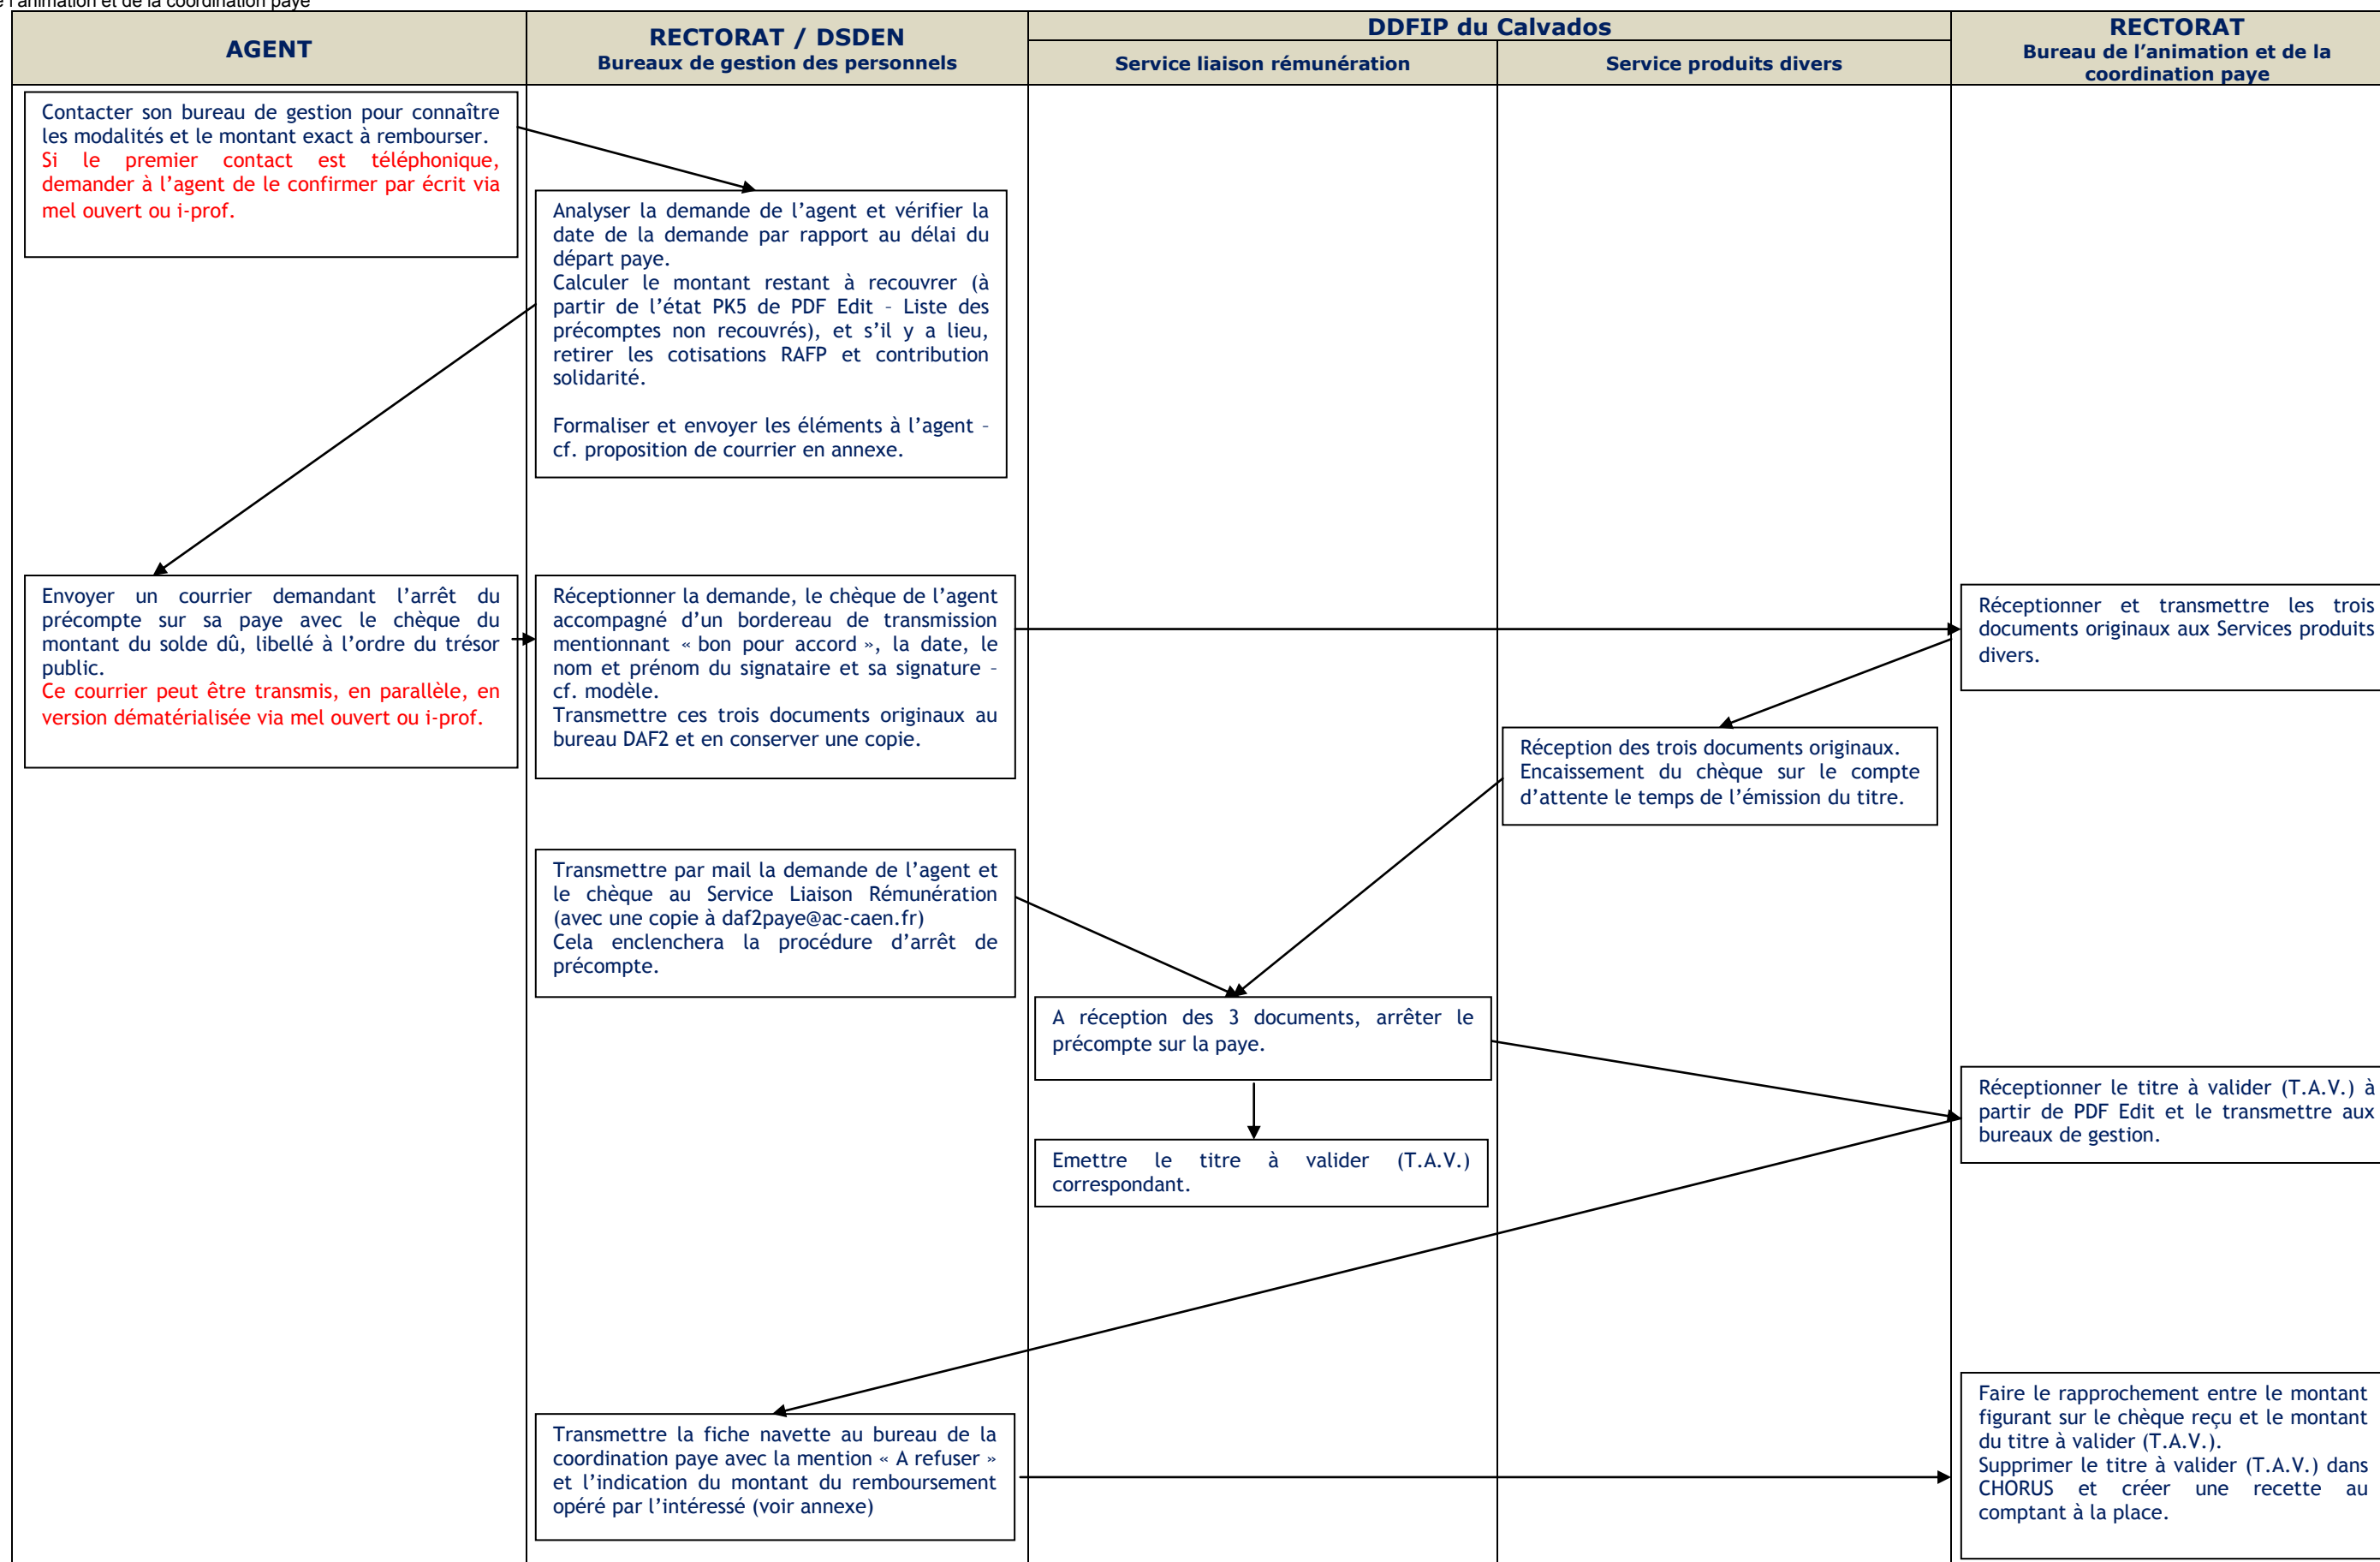 e l'animation et de la coordination paye
AGENT
RECTORAT / DSDEN
Bureaux de gestion des personnels
DDFIP du Calvados
Service liaison rémunération
Service produits divers
RECTORAT
Bureau de l’animation et de la
coordination paye
Contacter son bureau de gestion pour connaître
les modalités et le montant exact à rembourser.
Si le premier contact est téléphonique,
demander à l’agent de le confirmer par écrit via
mel ouvert ou i-prof.
Analyser la demande de l’agent et vérifier la
date de la demande par rapport au délai du
départ paye.
Calculer le montant restant à recouvrer (à
partir de l’état PK5 de PDF Edit – Liste des
précomptes non recouvrés), et s’il y a lieu,
retirer les cotisations RAFP et contribution
solidarité.
Formaliser et envoyer les éléments à l’agent –
cf. proposition de courrier en annexe.
Envoyer un courrier demandant l’arrêt du
précompte sur sa paye avec le chèque du
montant du solde dû, libellé à l’ordre du trésor
public.
Ce courrier peut être transmis, en parallèle, en
version dématérialisée via mel ouvert ou i-prof.
Réceptionner la demande, le chèque de l’agent
accompagné d’un bordereau de transmission
mentionnant « bon pour accord », la date, le
nom et prénom du signataire et sa signature –
cf. modèle.
Transmettre ces trois documents originaux au
bureau DAF2 et en conserver une copie.
Réceptionner et transmettre les trois
documents originaux aux Services produits
divers.
Réception des trois documents originaux.
Encaissement du chèque sur le compte
d’attente le temps de l’émission du titre.
Transmettre par mail la demande de l’agent et
le chèque au Service Liaison Rémunération
(avec une copie à daf2paye@ac-caen.fr)
Cela enclenchera la procédure d’arrêt de
précompte.
A réception des 3 documents, arrêter le
précompte sur la paye.
Emettre le titre à valider (T.A.V.)
correspondant.
Réceptionner le titre à valider (T.A.V.) à
partir de PDF Edit et le transmettre aux
bureaux de gestion.
Transmettre la fiche navette au bureau de la
coordination paye avec la mention « A refuser »
et l’indication du montant du remboursement
opéré par l’intéressé (voir annexe)
Faire le rapprochement entre le montant
figurant sur le chèque reçu et le montant
du titre à valider (T.A.V.).
Supprimer le titre à valider (T.A.V.) dans
CHORUS et créer une recette au
comptant à la place.